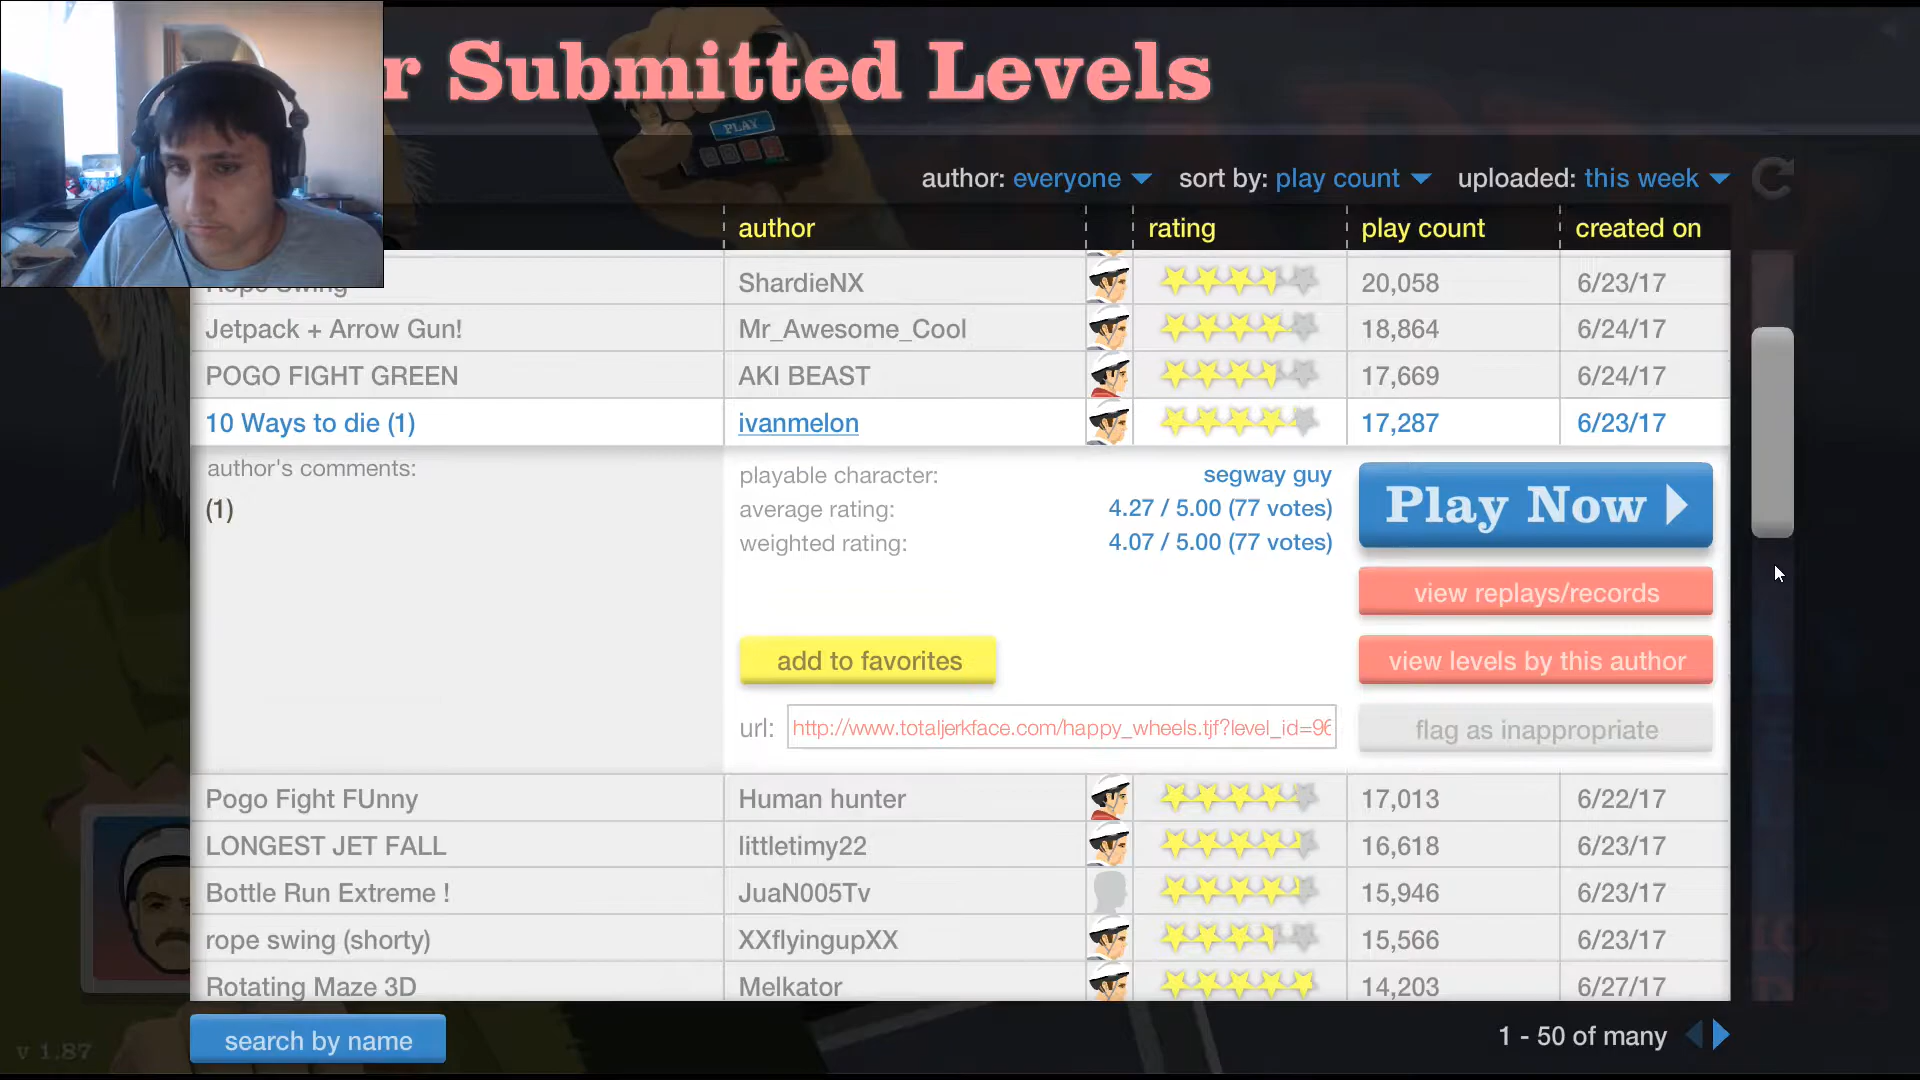 r Submitted Levels
PLAY
author: everyone sort by: play count uploaded: this week
author rating play count created on
Rope Swing ShardieNX 20,058 6/23/17
Jetpack + Arrow Gun! Mr_Awesome_Cool 18,864 6/24/17
POGO FIGHT GREEN AKI BEAST 17,669 6/24/17
10 Ways to die (1) ivanmelon 17,287 6/23/17
author's comments:
(1)
playable character: segway guy
average rating: 4.27 / 5.00 (77 votes)
weighted rating: 4.07 / 5.00 (77 votes)
Play Now
view replays/records
add to favorites
view levels by this author
url: http://www.totaljerkface.com/happy_wheels.tjf?level_id=96
flag as inappropriate
Pogo Fight FUnny Human hunter 17,013 6/22/17
LONGEST JET FALL littletimy22 16,618 6/23/17
Bottle Run Extreme ! JuaN005Tv 15,946 6/23/17
rope swing (shorty) XXflyingupXX 15,566 6/23/17
Rotating Maze 3D Melkator 14,203 6/27/17
search by name
1 - 50 of many
v 1.87